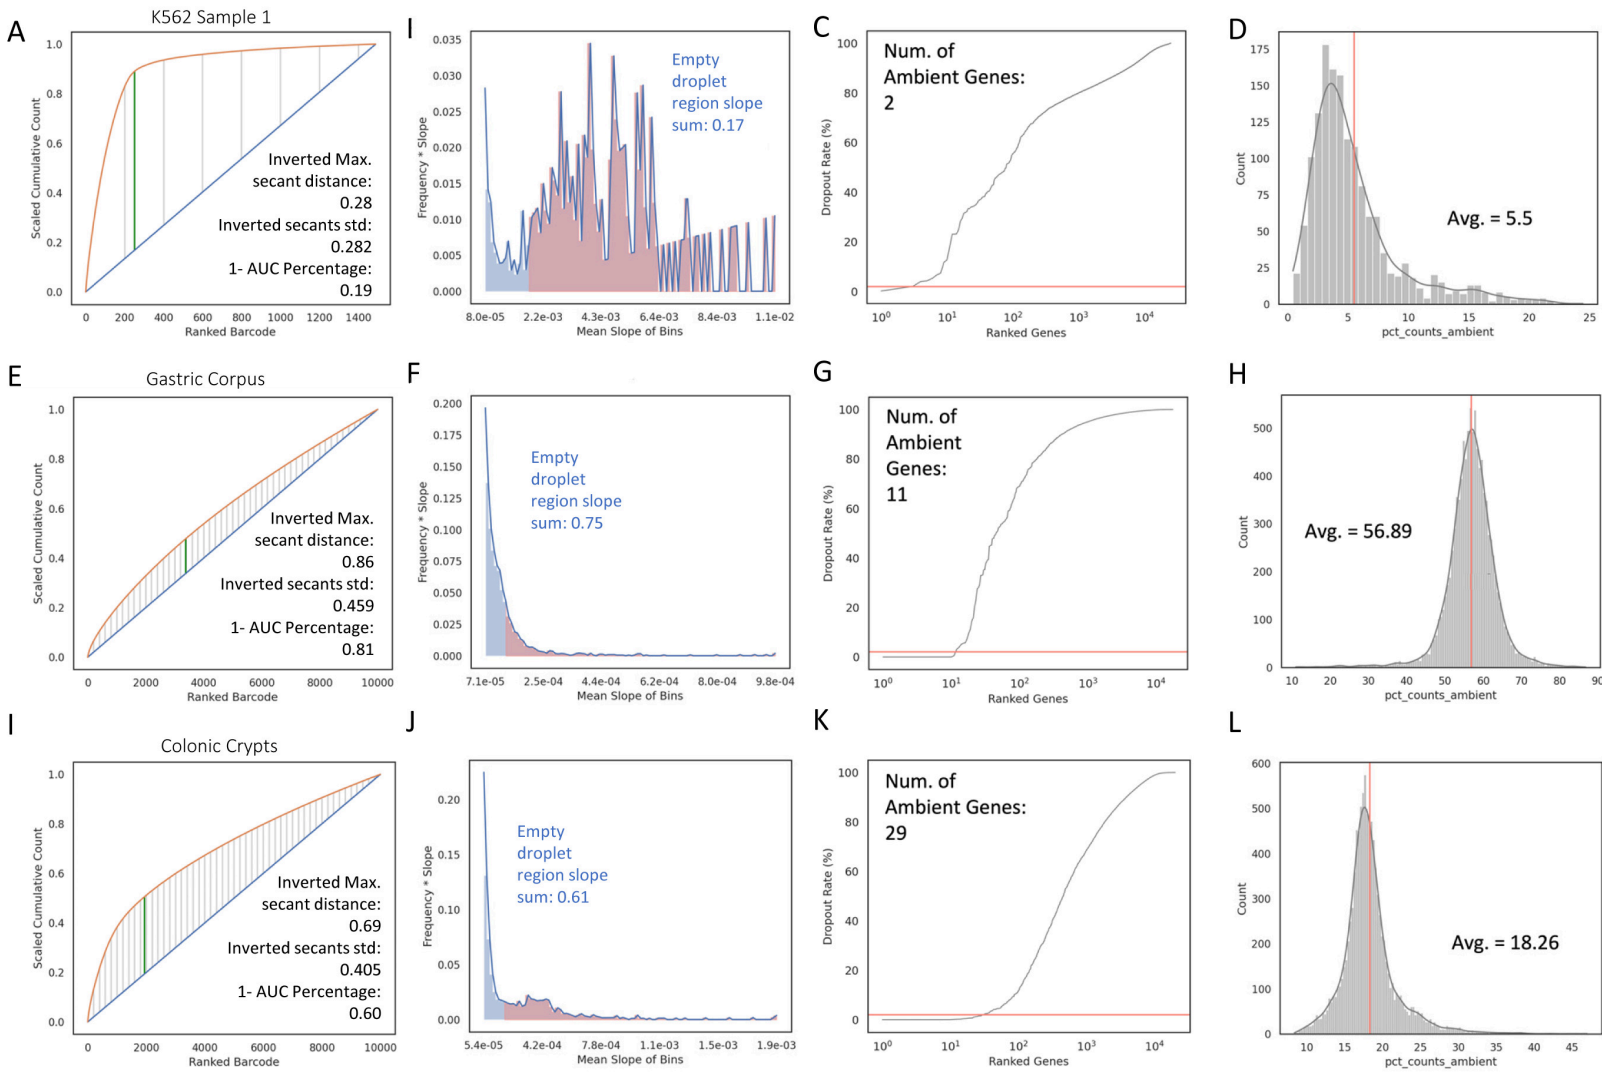 K562 Sample 1
A
1.0
0.8
0.6
0.4
0.2
0.0
Scaled Cumulative Count
Inverted Max.
secant distance:
0.28
Inverted secants std:
0.282
1- AUC Percentage:
0.19
0 200 400 600 800 1000 1200 1400
Ranked Barcode
I
0.035
0.030
0.025
0.020
0.015
0.010
0.005
0.000
Frequency * Slope
Empty
droplet
region slope
sum: 0.17
8.0e-05 2.2e-03 4.3e-03 6.4e-03 8.4e-03 1.1e-02
Mean Slope of Bins
C
100
80
60
40
20
0
Dropout Rate (%)
Num. of
Ambient Genes:
2
10⁰ 10¹ 10² 10³ 10⁴
Ranked Genes
D
175
150
125
100
75
50
25
0
Count
Avg. = 5.5
0 5 10 15 20 25
pct_counts_ambient
Gastric Corpus
E
1.0
0.8
0.6
0.4
0.2
0.0
Scaled Cumulative Count
Inverted Max.
secant distance:
0.86
Inverted secants std:
0.459
1- AUC Percentage:
0.81
0 2000 4000 6000 8000 10000
Ranked Barcode
F
0.200
0.175
0.150
0.125
0.100
0.075
0.050
0.025
0.000
Frequency * Slope
Empty
droplet
region slope
sum: 0.75
7.1e-05 2.5e-04 4.4e-04 6.2e-04 8.0e-04 9.8e-04
Mean Slope of Bins
G
100
80
60
40
20
0
Dropout Rate (%)
Num. of
Ambient
Genes:
11
10⁰ 10¹ 10² 10³ 10⁴
Ranked Genes
H
500
400
300
200
100
0
Count
Avg. = 56.89
10 20 30 40 50 60 70 80 90
pct_counts_ambient
Colonic Crypts
I
1.0
0.8
0.6
0.4
0.2
0.0
Scaled Cumulative Count
Inverted Max.
secant distance:
0.69
Inverted secants std:
0.405
1- AUC Percentage:
0.60
0 2000 4000 6000 8000 10000
Ranked Barcode
J
0.20
0.15
0.10
0.05
0.00
Frequency * Slope
Empty
droplet
region slope
sum: 0.61
5.4e-05 4.2e-04 7.8e-04 1.1e-03 1.5e-03 1.9e-03
Mean Slope of Bins
K
100
80
60
40
20
0
Dropout Rate (%)
Num. of
Ambient Genes:
29
10⁰ 10¹ 10² 10³ 10⁴
Ranked Genes
L
600
500
400
300
200
100
0
Count
Avg. = 18.26
10 15 20 25 30 35 40 45
pct_counts_ambient